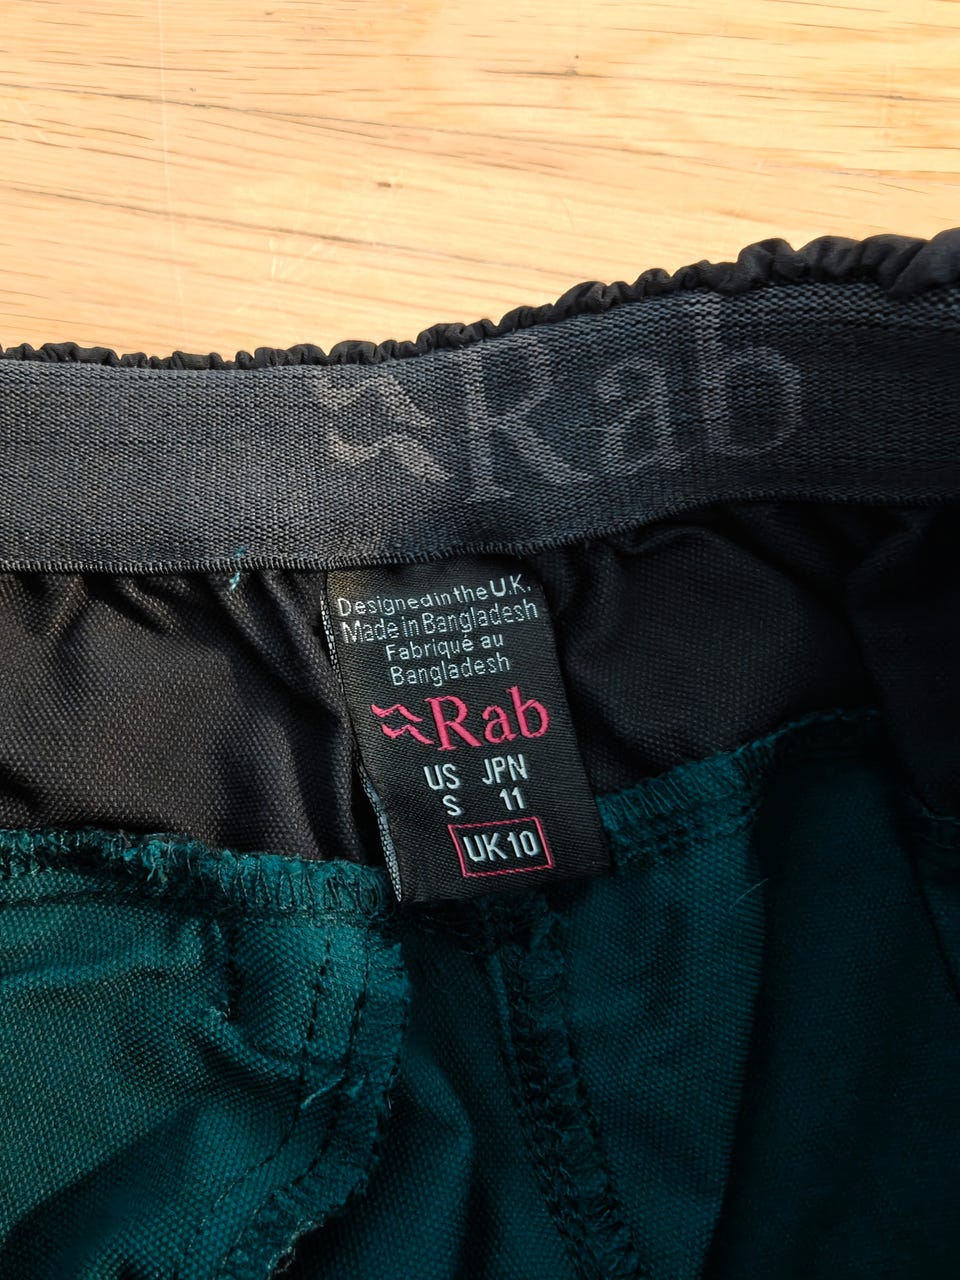 Rab
Designed in the U.K.
Made in Bangladesh
Fabriqué au
Bangladesh
Rab
US JPN
S 11
UK 10